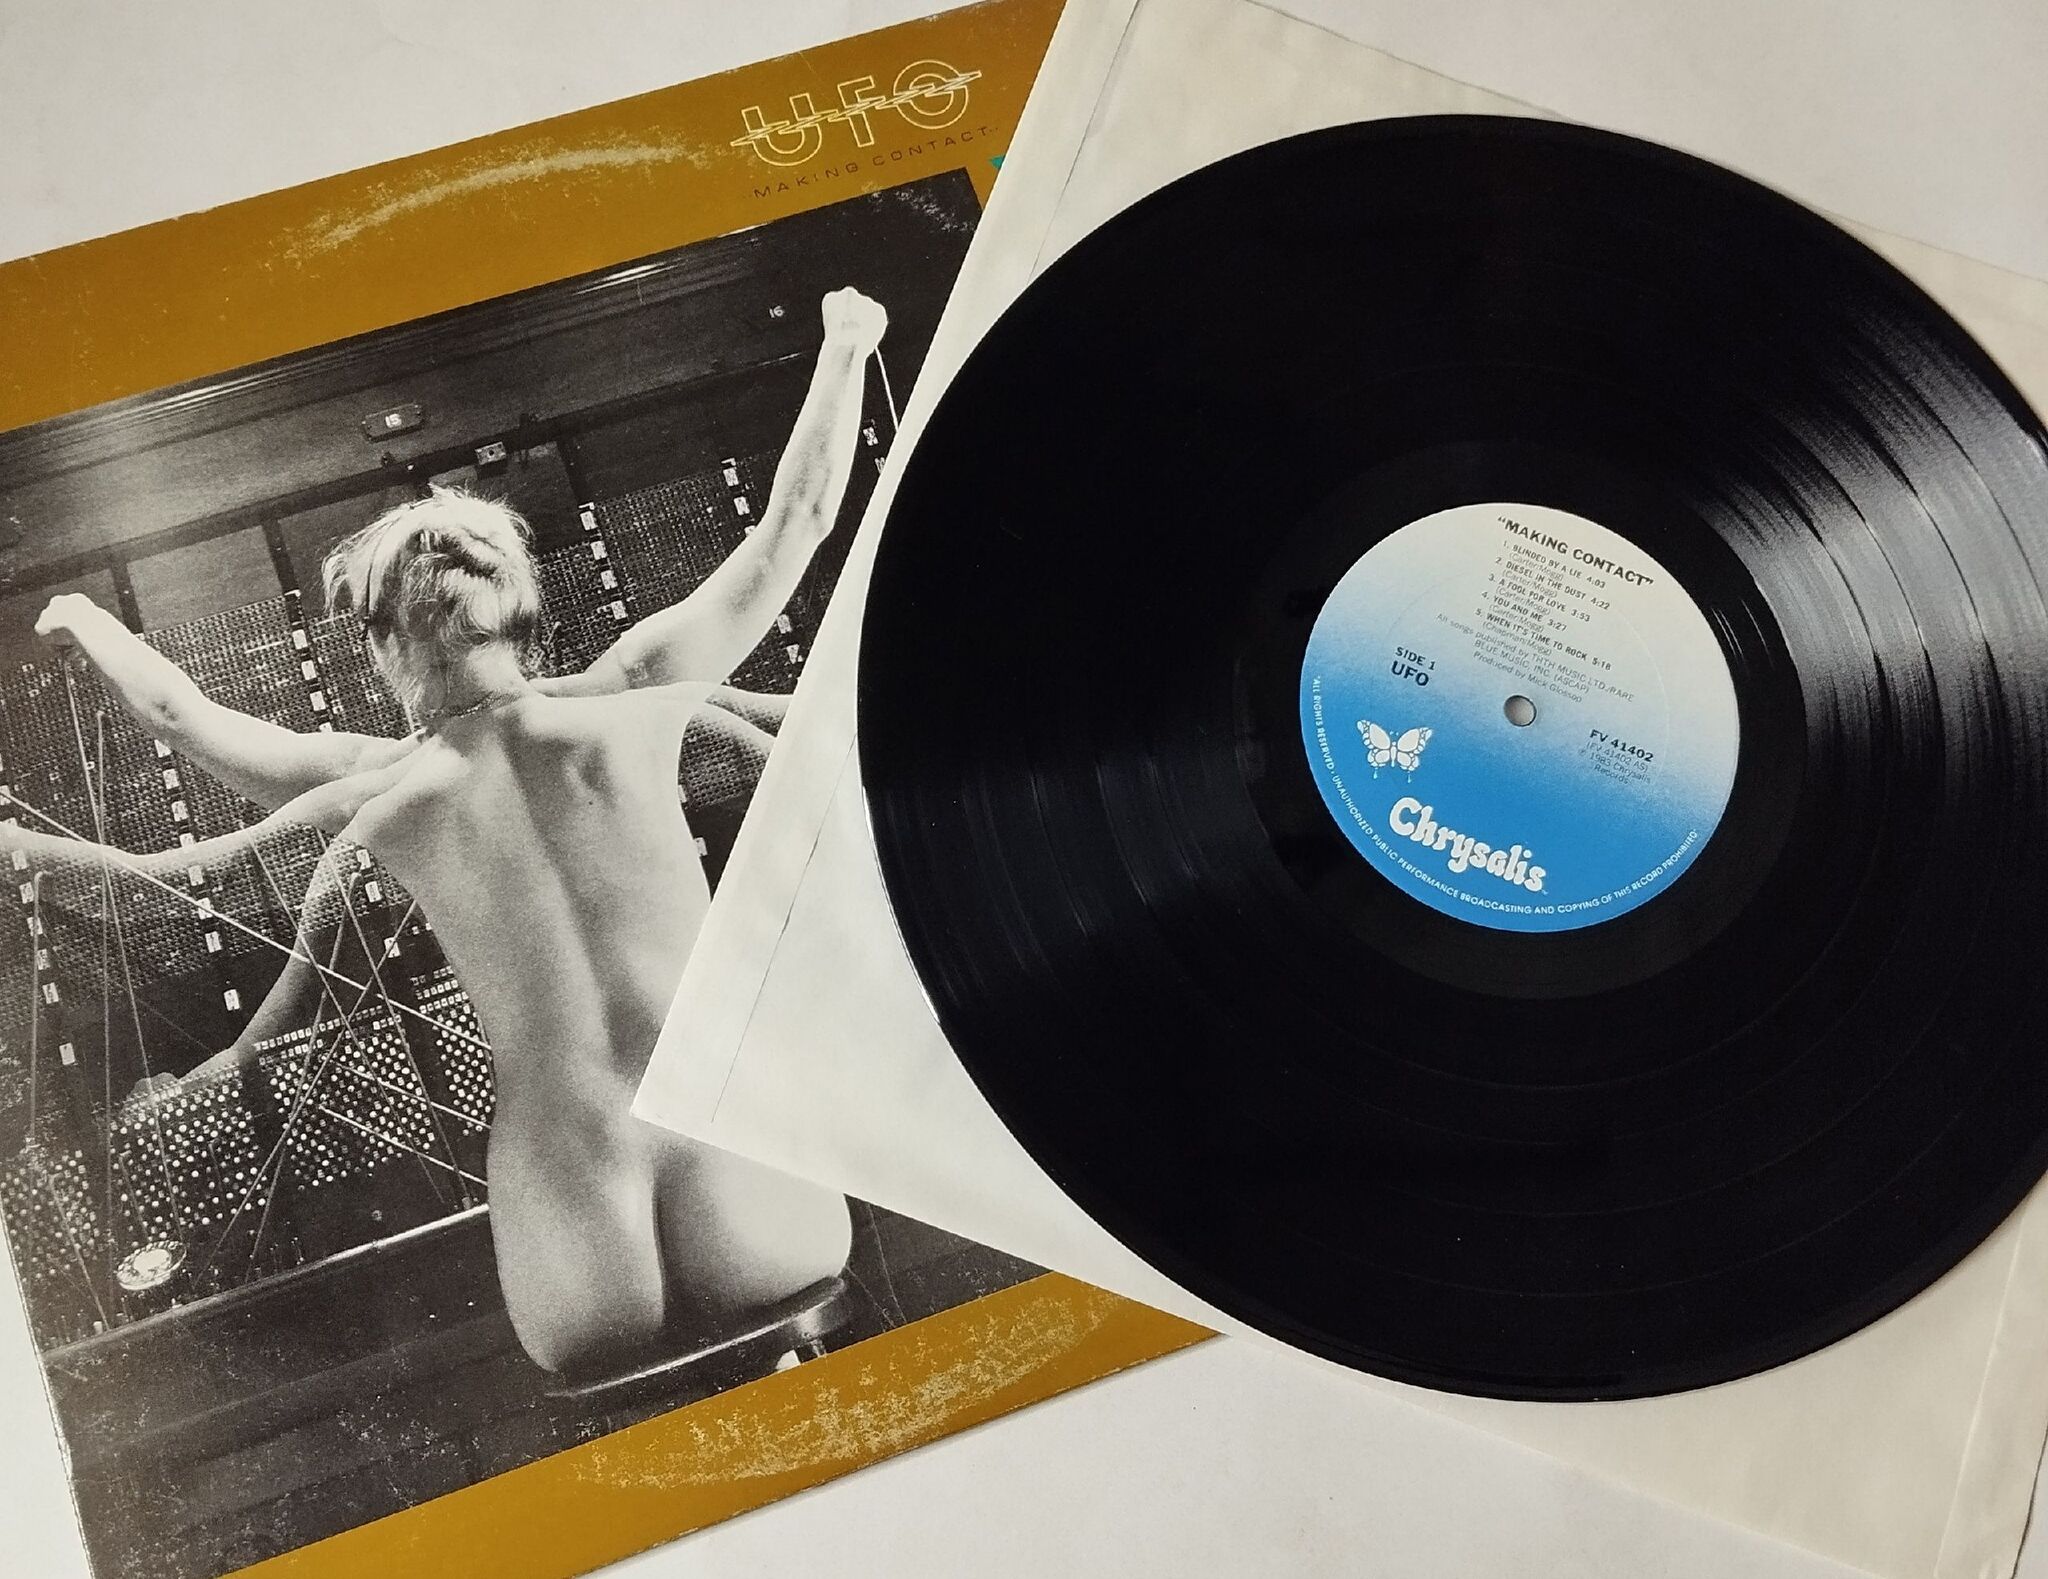 UFO
"MAKING CONTACT"
16
15
"MAKING CONTACT"
1. BLINDED BY A LIE 4:03
(Carter/Mogg)
2. DIESEL IN THE DUST 4:22
(Carter/Mogg)
3. A FOOL FOR LOVE 3:53
(Carter/Mogg)
4. YOU AND ME 3:27
(Carter/Mogg)
5. WHEN IT'S TIME TO ROCK 5:18
(Chapman/Mogg)
All songs published by THTH MUSIC LTD./RARE
BLUE MUSIC, INC. (ASCAP)
Produced by Mick Glossop
SIDE 1
UFO
FV 41402
(FV 41402 AS)
℗ 1983 Chrysalis
Records
Chrysalis™
*ALL RIGHTS RESERVED · UNAUTHORIZED PUBLIC PERFORMANCE BROADCASTING AND COPYING OF THIS RECORD PROHIBITED*